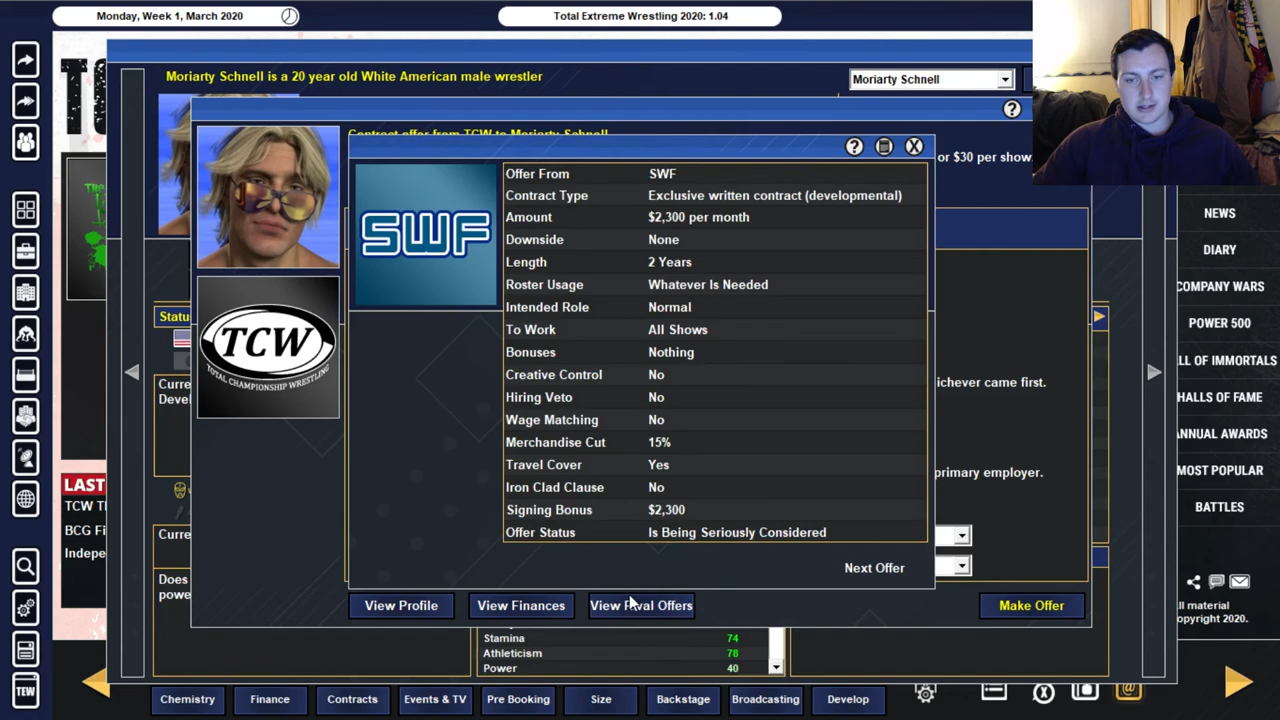 Monday, Week 1, March 2020
Total Extreme Wrestling 2020: 1.04
Moriarty Schnell is a 20 year old White American male wrestler
Moriarty Schnell
Contract offer from TCW to Moriarty Schnell
or $30 per show.
Offer From SWF
Contract Type Exclusive written contract (developmental)
Amount $2,300 per month
Downside None
Length 2 Years
Roster Usage Whatever Is Needed
Intended Role Normal
To Work All Shows
Bonuses Nothing
Creative Control No
Hiring Veto No
Wage Matching No
Merchandise Cut 15%
Travel Cover Yes
Iron Clad Clause No
Signing Bonus $2,300
Offer Status Is Being Seriously Considered
Next Offer
SWF
TCW
TOTAL CHAMPIONSHIP WRESTLING
Status
Curre
Devel
Curre
Does
powe
ichever came first.
primary employer.
View Profile
View Finances
View Rival Offers
Make Offer
Stamina 74
Athleticism 78
Power 40
LAST
TCW T
BCG Fi
Indepe
NEWS
DIARY
COMPANY WARS
POWER 500
LL OF IMMORTALS
HALLS OF FAME
ANNUAL AWARDS
MOST POPULAR
BATTLES
ll material
opyright 2020.
TEW
Chemistry
Finance
Contracts
Events & TV
Pre Booking
Size
Backstage
Broadcasting
Develop